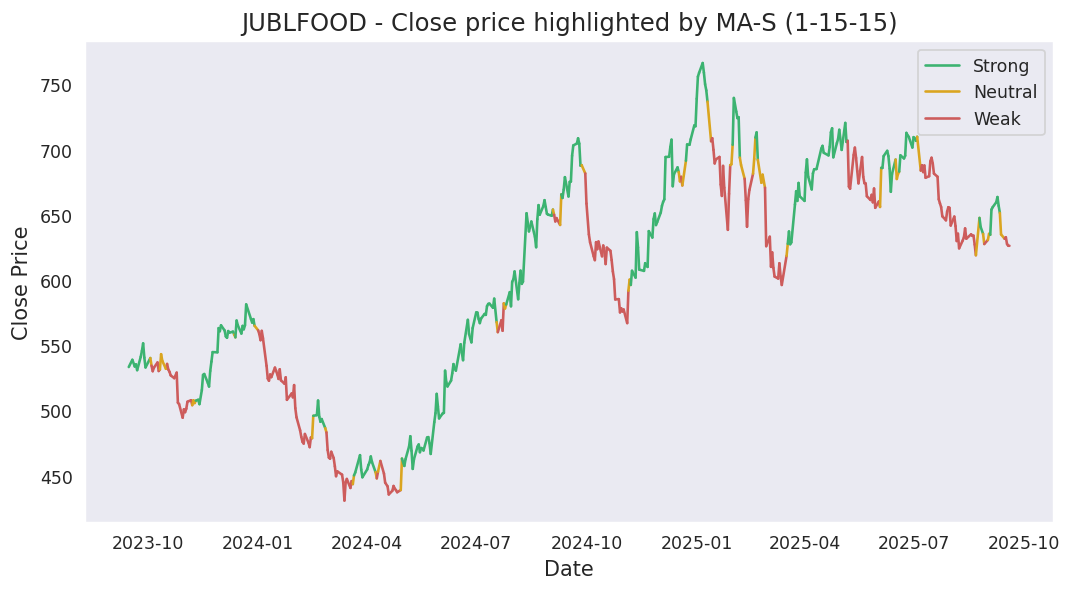 JUBLFOOD - Close price highlighted by MA-S (1-15-15)
Strong
Neutral
Weak
Close Price
750
700
650
600
550
500
450
2023-10
2024-01
2024-04
2024-07
2024-10
2025-01
2025-04
2025-07
2025-10
Date